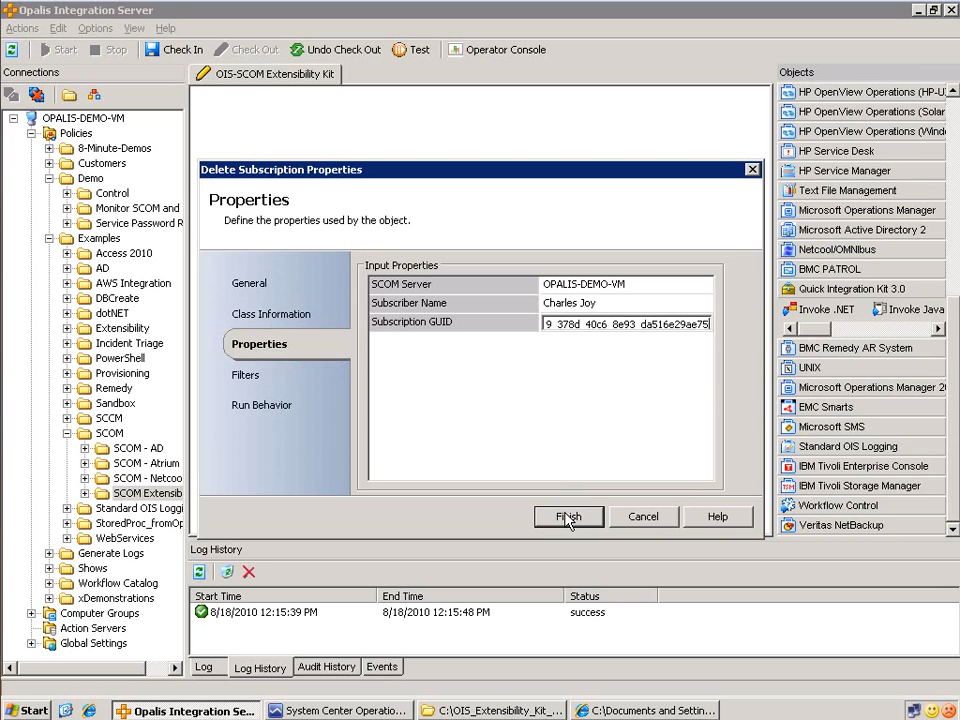 Opalis Integration Server
Actions Edit Options View Help
Start Stop Check In Check Out Undo Check Out Test Operator Console
Connections
OPALIS-DEMO-VM
Policies
8-Minute-Demos
Customers
Demo
Control
Monitor SCOM and
Service Password R
Examples
Access 2010
AD
AWS Integration
DBCreate
dotNET
Extensibility
Incident Triage
PowerShell
Provisioning
Remedy
Sandbox
SCCM
SCOM
SCOM - AD
SCOM - Atrium
SCOM - Netcoo
SCOM Extensib
Standard OIS Loggi
StoredProc_fromOp
WebServices
Generate Logs
Shows
Workflow Catalog
xDemonstrations
Computer Groups
Action Servers
Global Settings
OIS-SCOM Extensibility Kit
Delete Subscription Properties
Properties
Define the properties used by the object.
General
Class Information
Properties
Filters
Run Behavior
Input Properties
SCOM Server OPALIS-DEMO-VM
Subscriber Name Charles Joy
Subscription GUID 9_378d_40c6_8e93_da516e29ae75
Finish Cancel Help
Log History
Start Time End Time Status
8/18/2010 12:15:39 PM 8/18/2010 12:15:48 PM success
Log Log History Audit History Events
Objects
HP OpenView Operations (HP-U
HP OpenView Operations (Solar
HP OpenView Operations (Windo
HP Service Desk
HP Service Manager
Text File Management
Microsoft Operations Manager
Microsoft Active Directory 2
Netcool/OMNIbus
BMC PATROL
Quick Integration Kit 3.0
Invoke .NET Invoke Java
BMC Remedy AR System
UNIX
Microsoft Operations Manager 20
EMC Smarts
Microsoft SMS
Standard OIS Logging
IBM Tivoli Enterprise Console
IBM Tivoli Storage Manager
Workflow Control
Veritas NetBackup
Start Opalis Integration Se... System Center Operatio... C:\OIS_Extensibility_Kit_... C:\Documents and Settin...